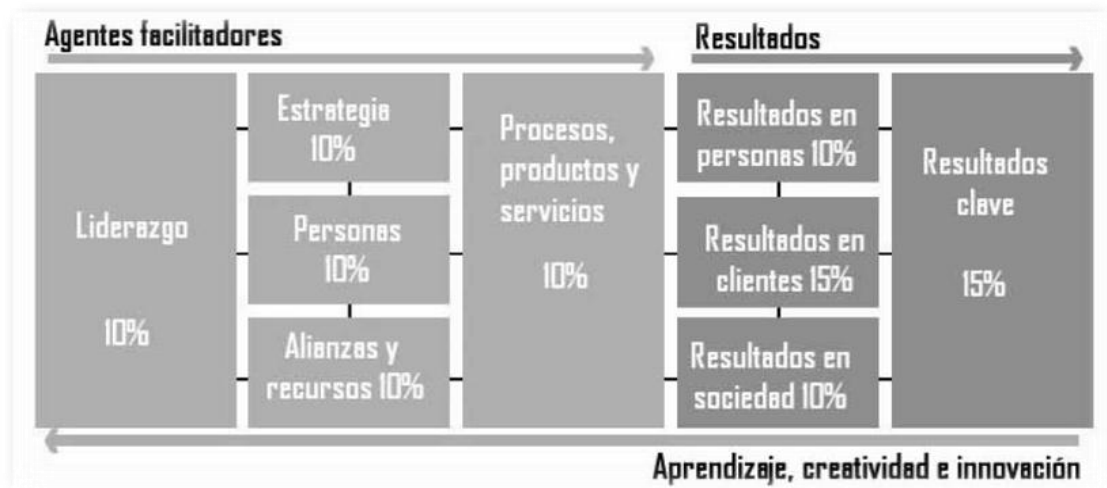 Agentes facilitadores
Resultados
Liderazgo
10%
Estrategia
10%
Personas
10%
Alianzas y
recursos 10%
Procesos,
productos y
servicios
10%
Resultados en
personas 10%
Resultados en
clientes 15%
Resultados en
sociedad 10%
Resultados
clave
15%
Aprendizaje, creatividad e innovación